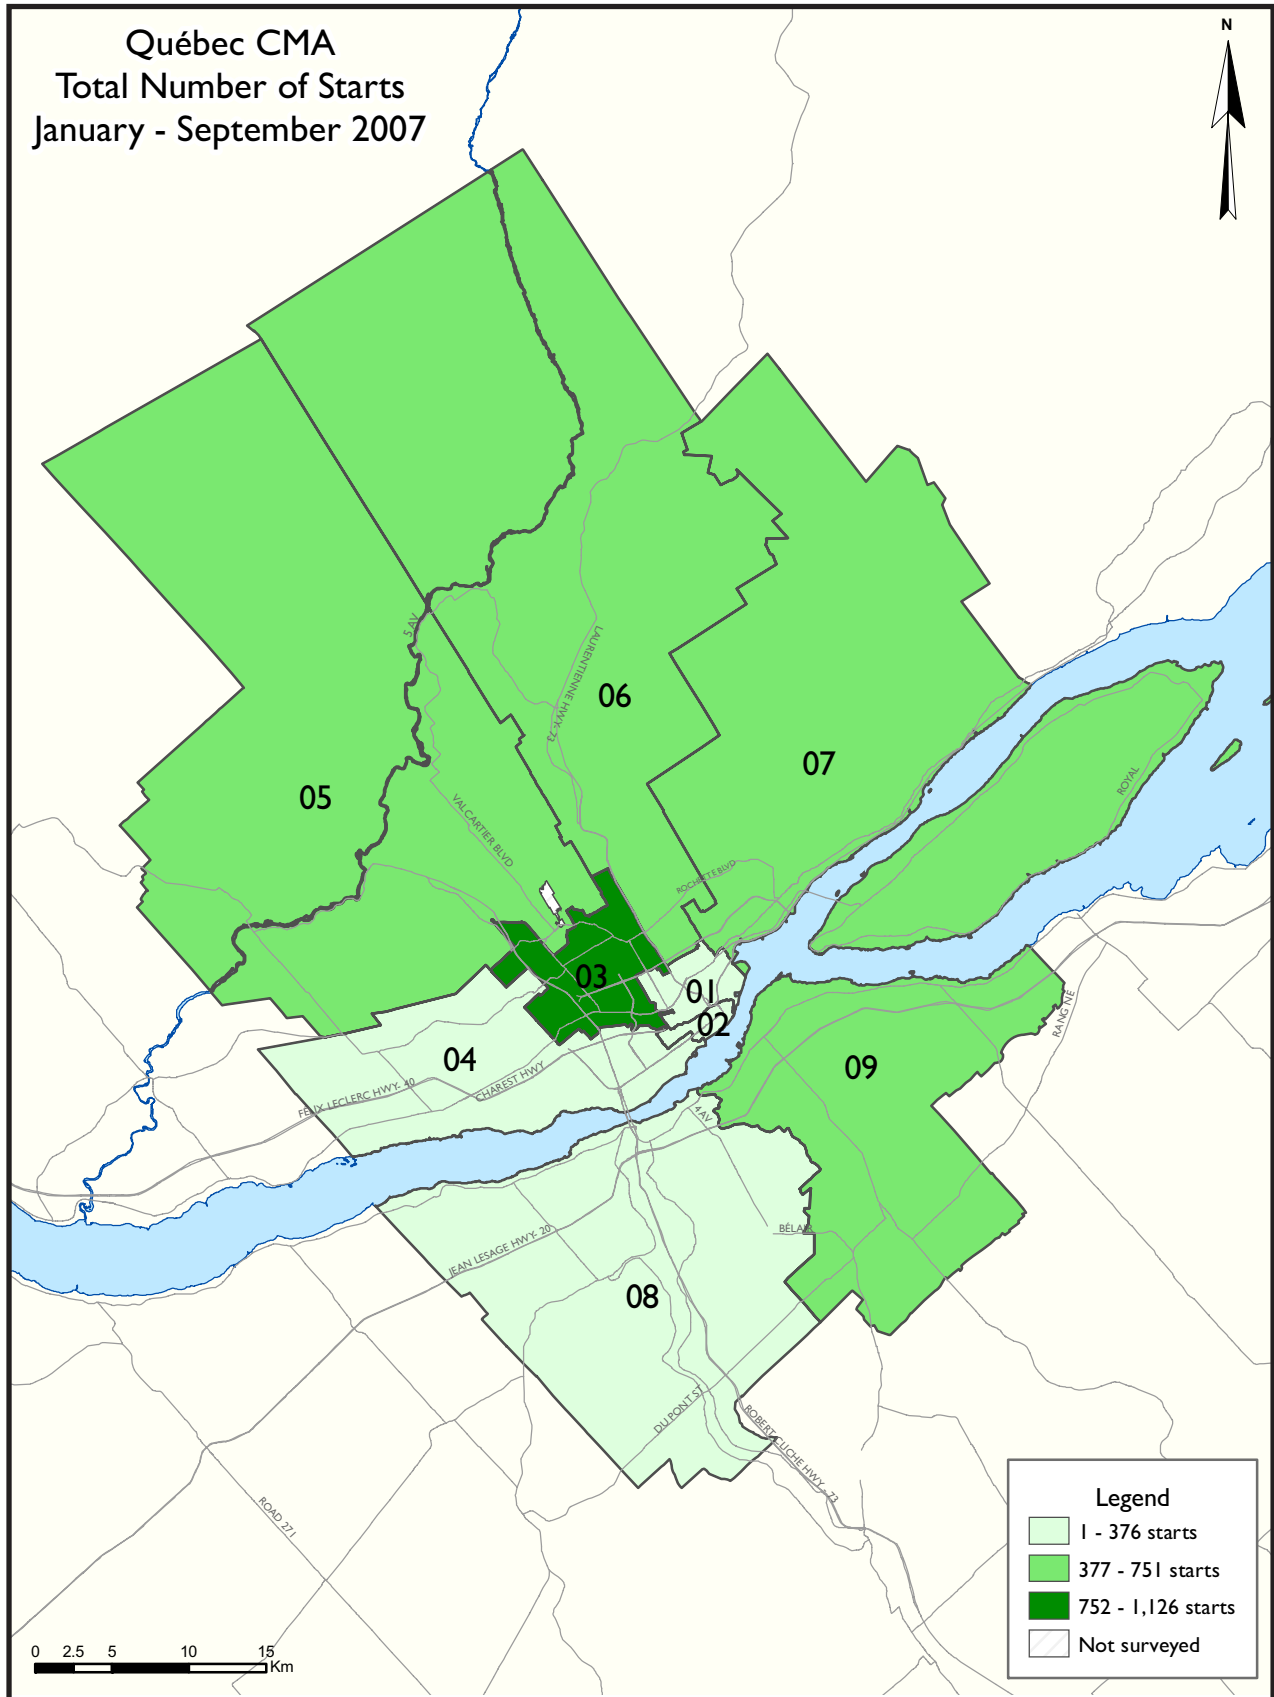 Québec CMA
Total Number of Starts
January - September 2007
N
5 AV
LAURENTIENNE HWY- 73
06
07
05
ROYAL
VALCARTIER BLVD
ROCHETTE BLVD
03
01
02
RANG NE
04
09
CHAREST HWY
FELIX LECLERC HWY- 40
4 AV
BÉLAIR
JEAN LESAGE HWY- 20
08
DU PONT ST
ROBERT CLICHE HWY - 73
ROAD 271
Legend
1 - 376 starts
377 - 751 starts
752 - 1,126 starts
Not surveyed
0 2.5 5 10 15
Km